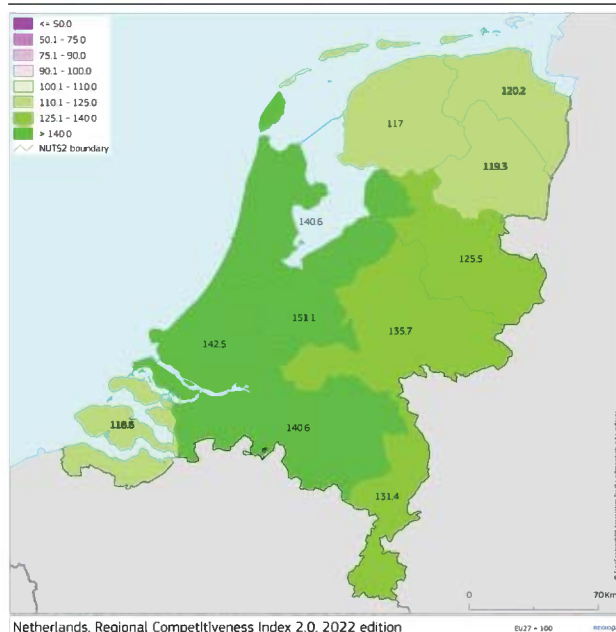 <= 50.0
50.1 - 75.0
75.1 - 90.0
90.1 - 100.0
100.1 - 110.0
110.1 - 125.0
125.1 - 140.0
> 140.0
NUTS2 boundary
120.2
117
119.3
140.6
125.5
151.1
135.7
142.5
118.6
140.6
131.4
0 70 Km
Netherlands, Regional Competitiveness Index 2.0, 2022 edition
EU27 = 100